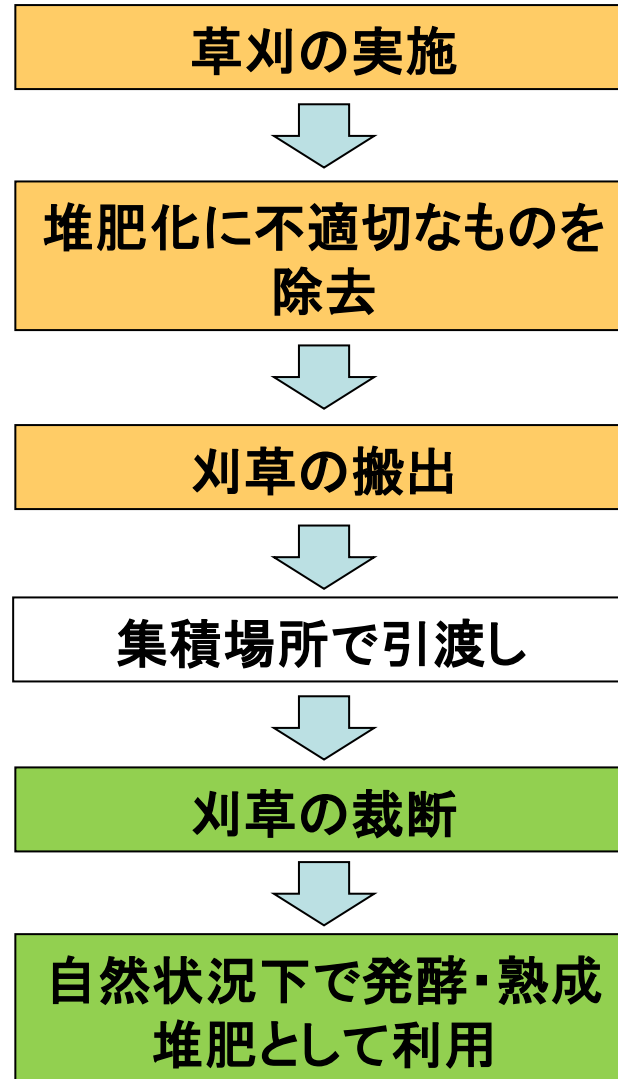 草刈の実施
堆肥化に不適切なものを
除去
刈草の搬出
集積場所で引渡し
刈草の裁断
自然状況下で発酵・熟成
堆肥として利用